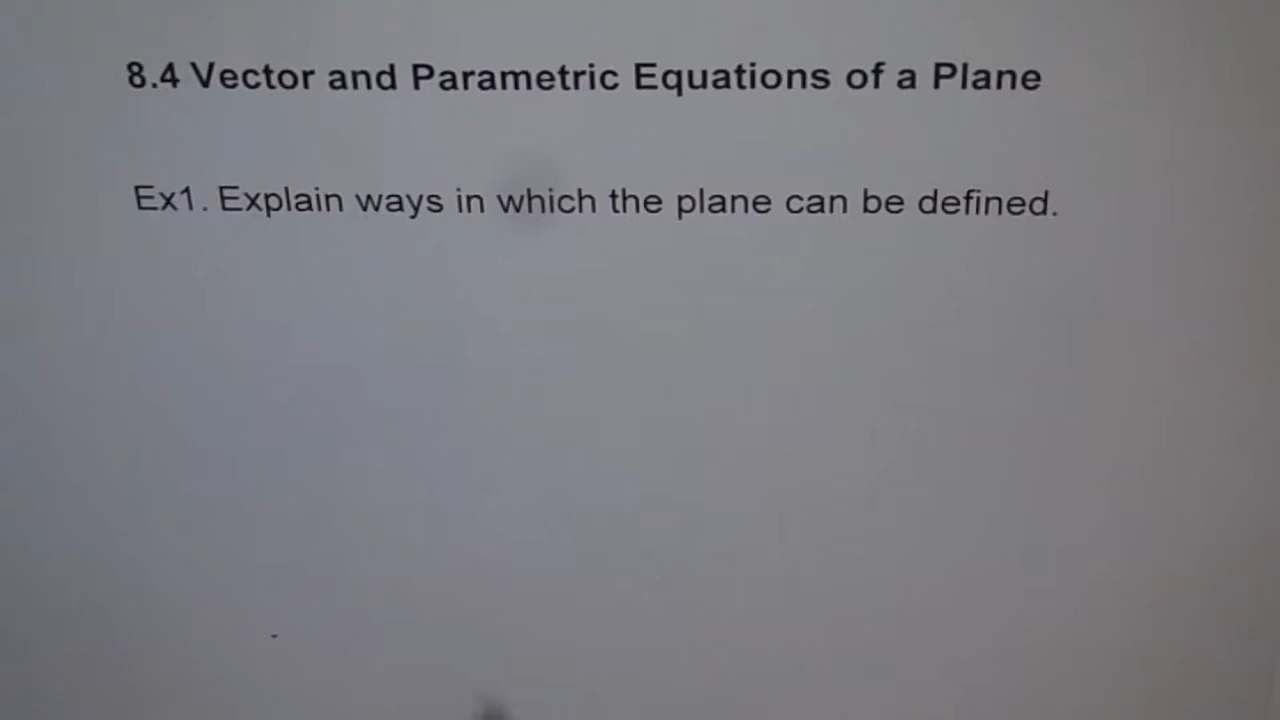 8.4 Vector and Parametric Equations of a Plane
Ex1. Explain ways in which the plane can be defined.